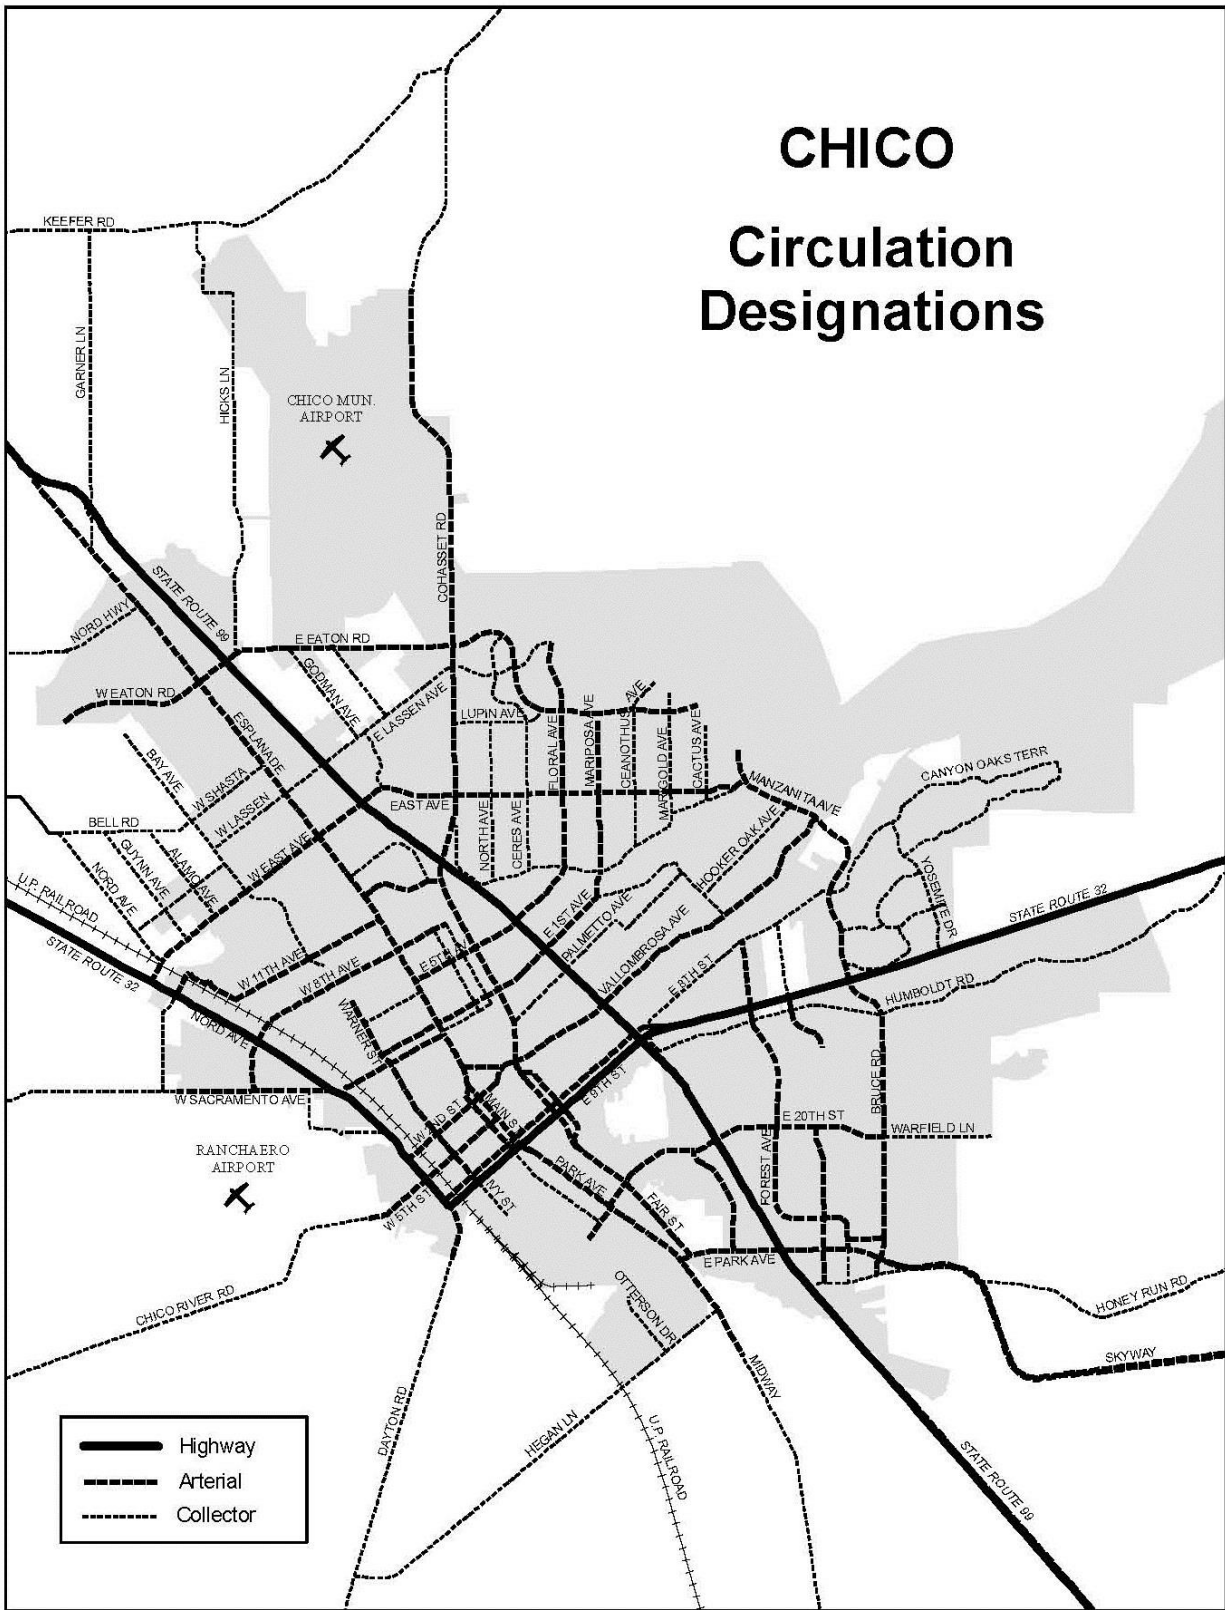 CHICO
Circulation
Designations
KEEFER RD
GARNER LN
HICKS LN
CHICO MUN.
AIRPORT
COHASSET RD
STATE ROUTE 99
NORD HWY
E EATON RD
W EATON RD
GODMAN AVE
E LASSEN AVE
ESPLANADE
LUPIN AVE
FLORAL AVE
MARIPOSA AVE
CEANOTHUS AVE
MARIGOLD AVE
CACTUS AVE
BAY AVE
W SHASTA
W LASSEN
EAST AVE
MANZANITA AVE
CANYON OAKS TERR
BELL RD
NORD AVE
GUYNN AVE
ALAMO AVE
W EAST AVE
NORTH AVE
CERES AVE
HOOKER OAK AVE
YOSEMITE DR
U.P. RAILROAD
STATE ROUTE 32
STATE ROUTE 32
W 11TH AVE
W 8TH AVE
E 5TH AV
E 1ST AVE
PALMETTO AVE
VALLOMBROSA AVE
E 8TH ST
HUMBOLDT RD
NORD AVE
WARNER ST
W SACRAMENTO AVE
W 2ND ST
MAIN S
E 9TH ST
BRUCE RD
E 20TH ST
WARFIELD LN
FOREST AVE
RANCHAERO
AIRPORT
W 5TH ST
IVY ST
PARK AVE
FAIR ST
E PARK AVE
OTTERSON DR
CHICO RIVER RD
HONEY RUN RD
SKYWAY
MIDWAY
DAYTON RD
HEGAN LN
U.P. RAILROAD
STATE ROUTE 99
Highway
Arterial
Collector